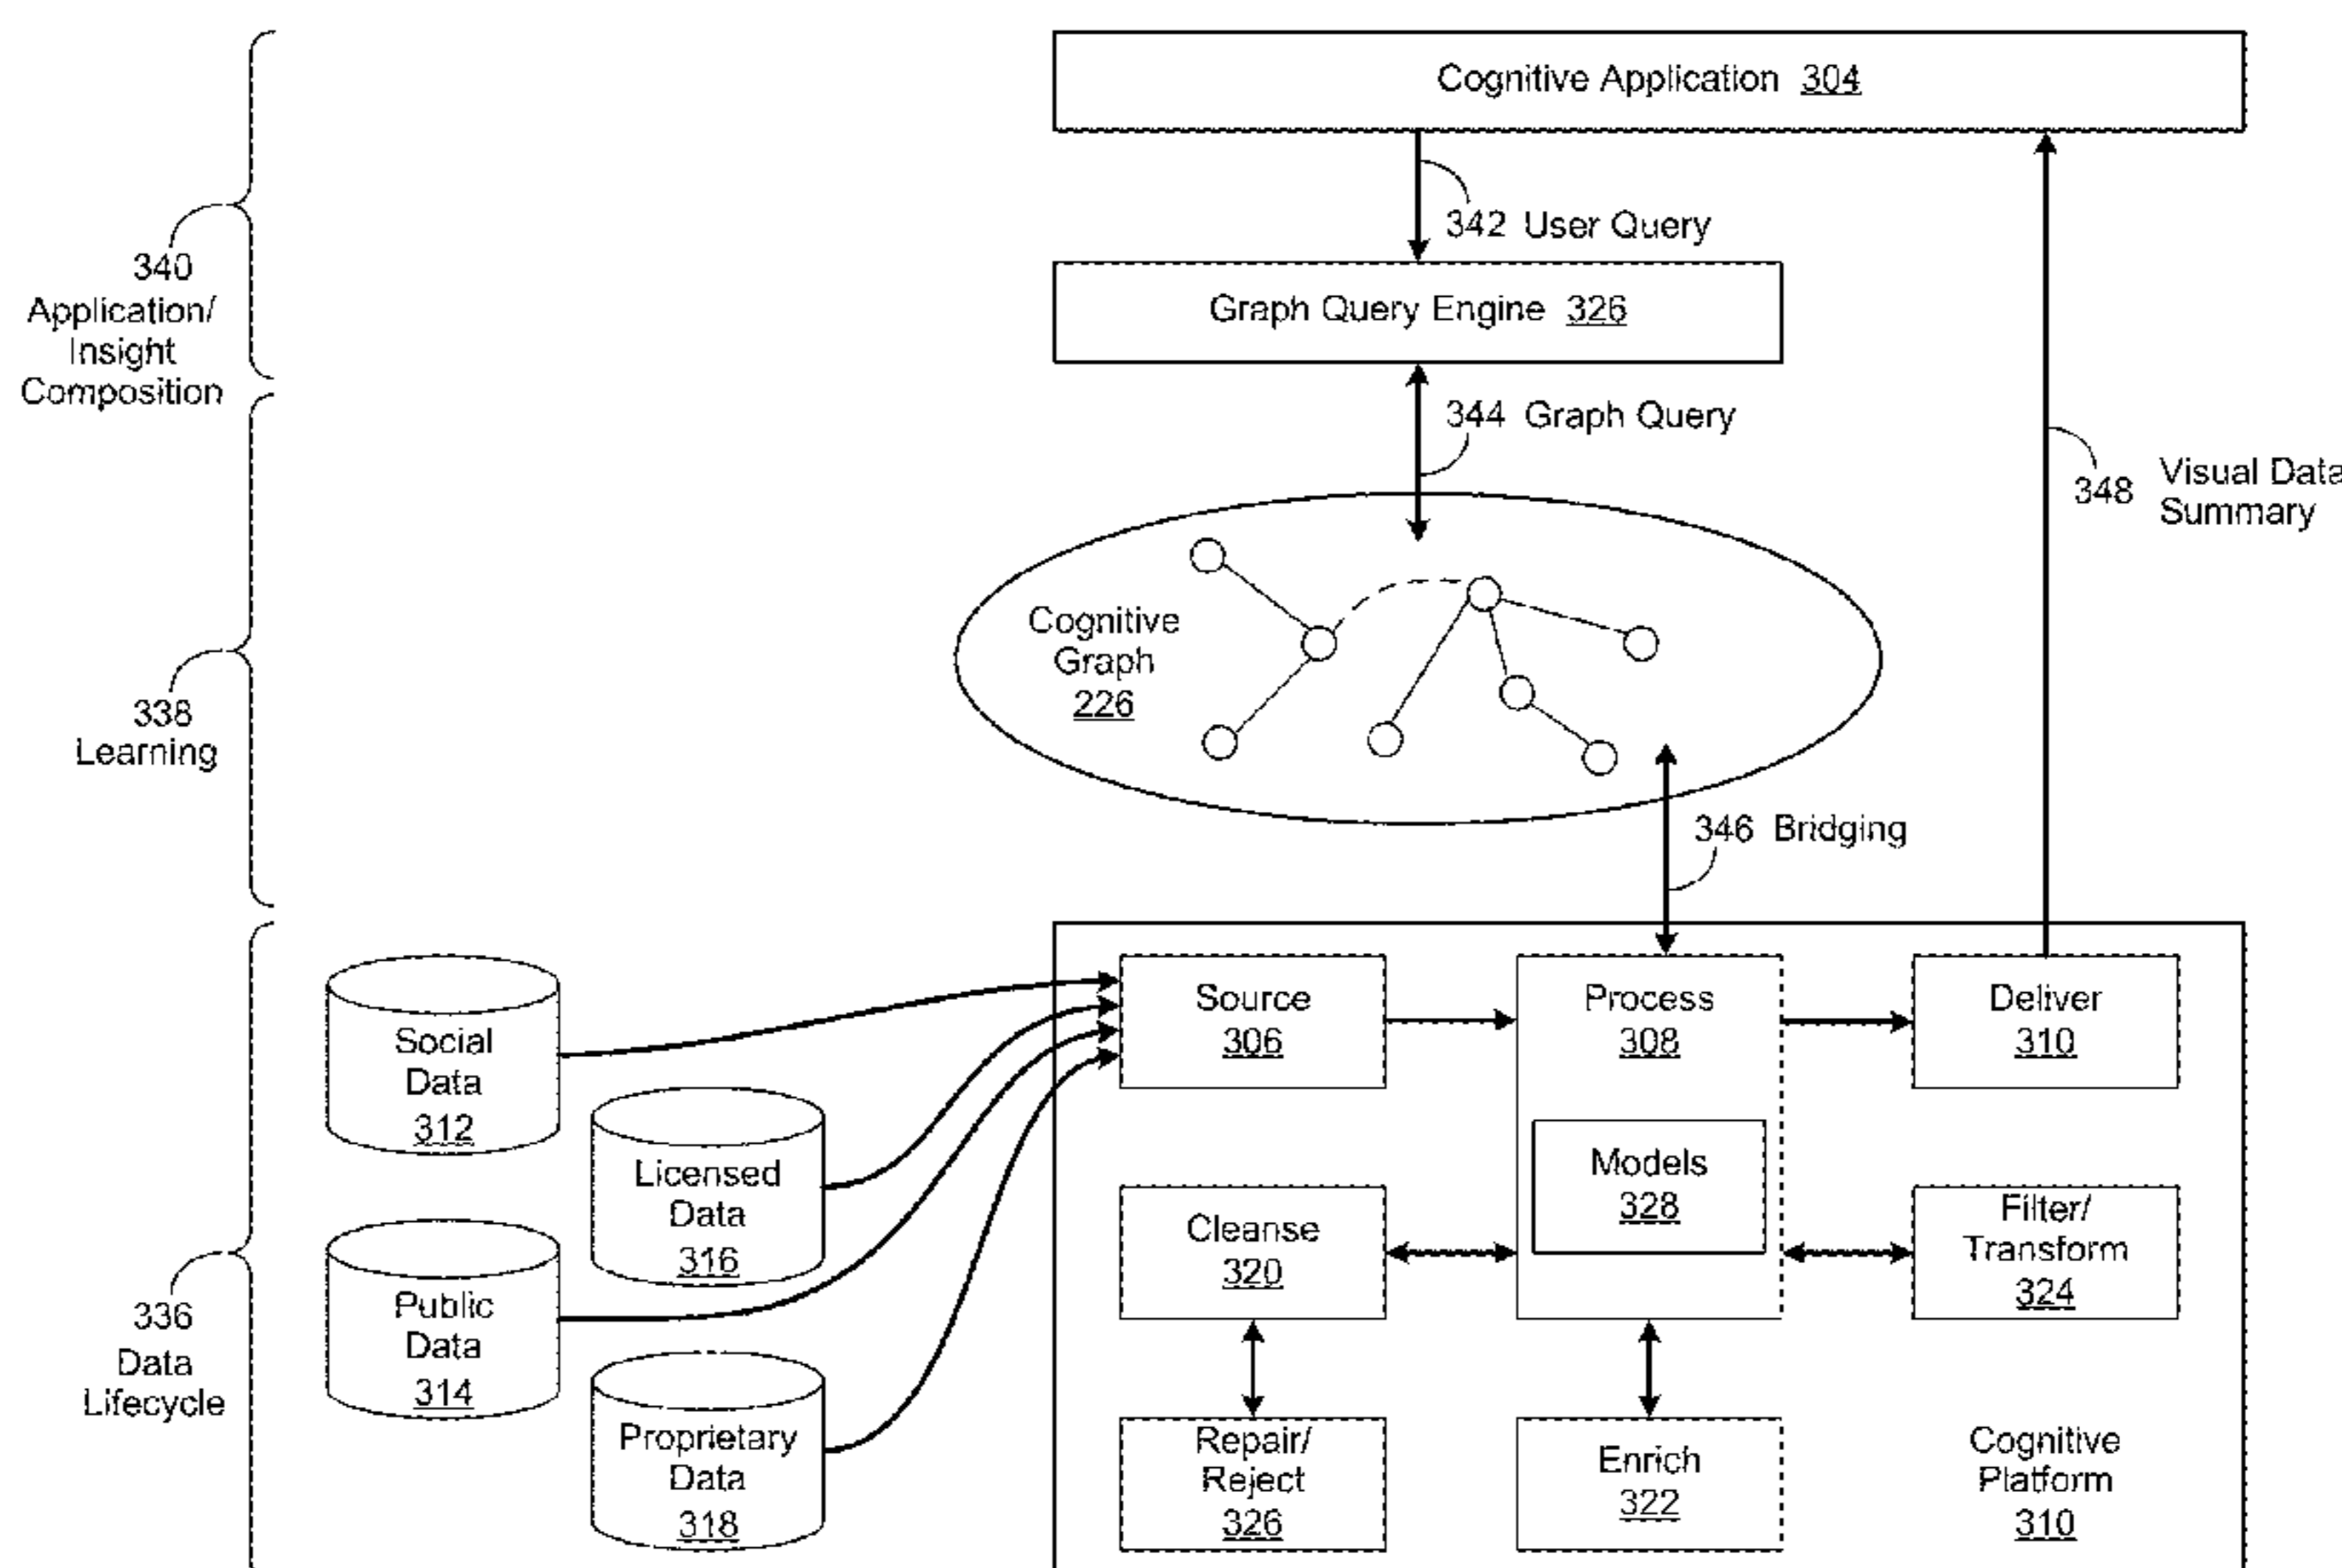 Cognitive Application 304
342 User Query
340
Application/
Insight
Composition
Graph Query Engine 326
344 Graph Query
348 Visual Data
Summary
Cognitive
Graph
226
338
Learning
346 Bridging
Social
Data
312
Licensed
Data
316
Public
Data
314
Proprietary
Data
318
336
Data
Lifecycle
Source
306
Process
308
Deliver
310
Models
328
Cleanse
320
Filter/
Transform
324
Repair/
Reject
326
Enrich
322
Cognitive
Platform
310